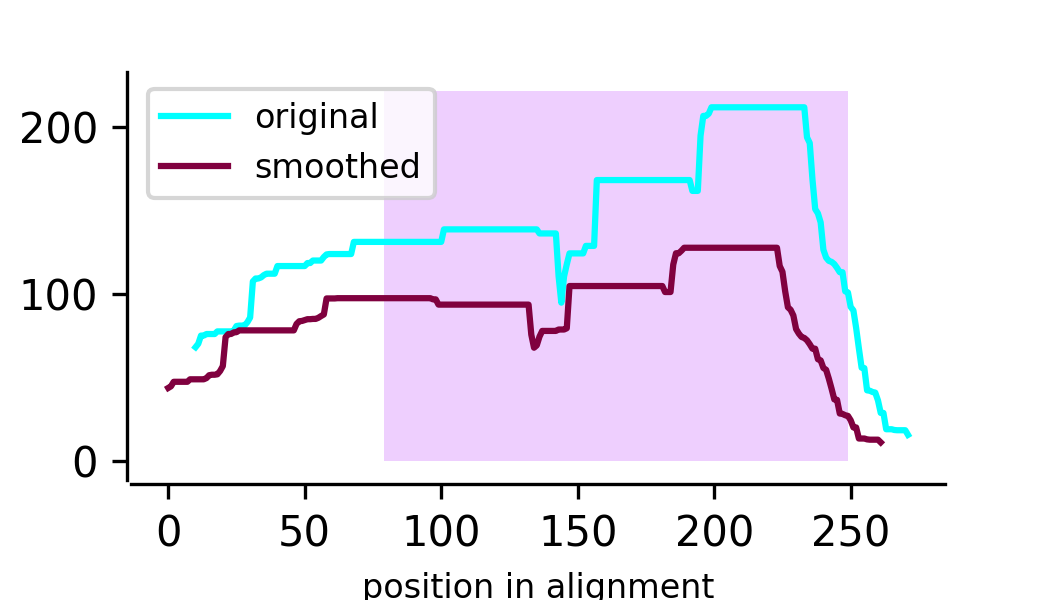 original
smoothed
200
100
0
0 50 100 150 200 250
position in alignment